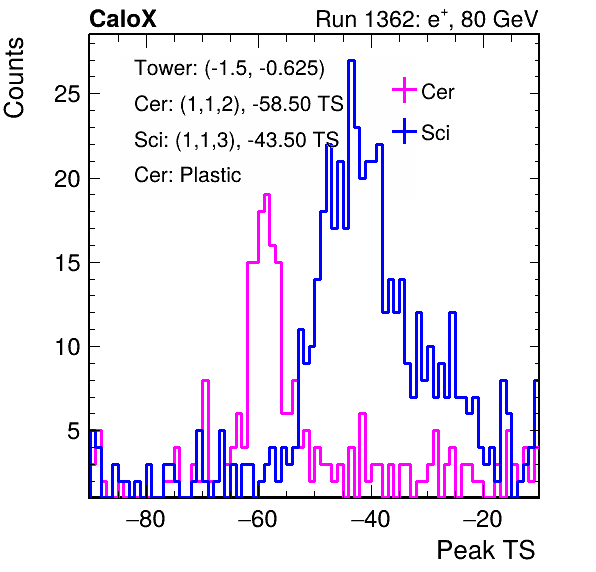 CaloX Run 1362: e⁺, 80 GeV
Counts
Tower: (-1.5, -0.625)
Cer: (1,1,2), -58.50 TS
Sci: (1,1,3), -43.50 TS
Cer: Plastic
Cer
Sci
25
20
15
10
5
−80 −60 −40 −20
Peak TS